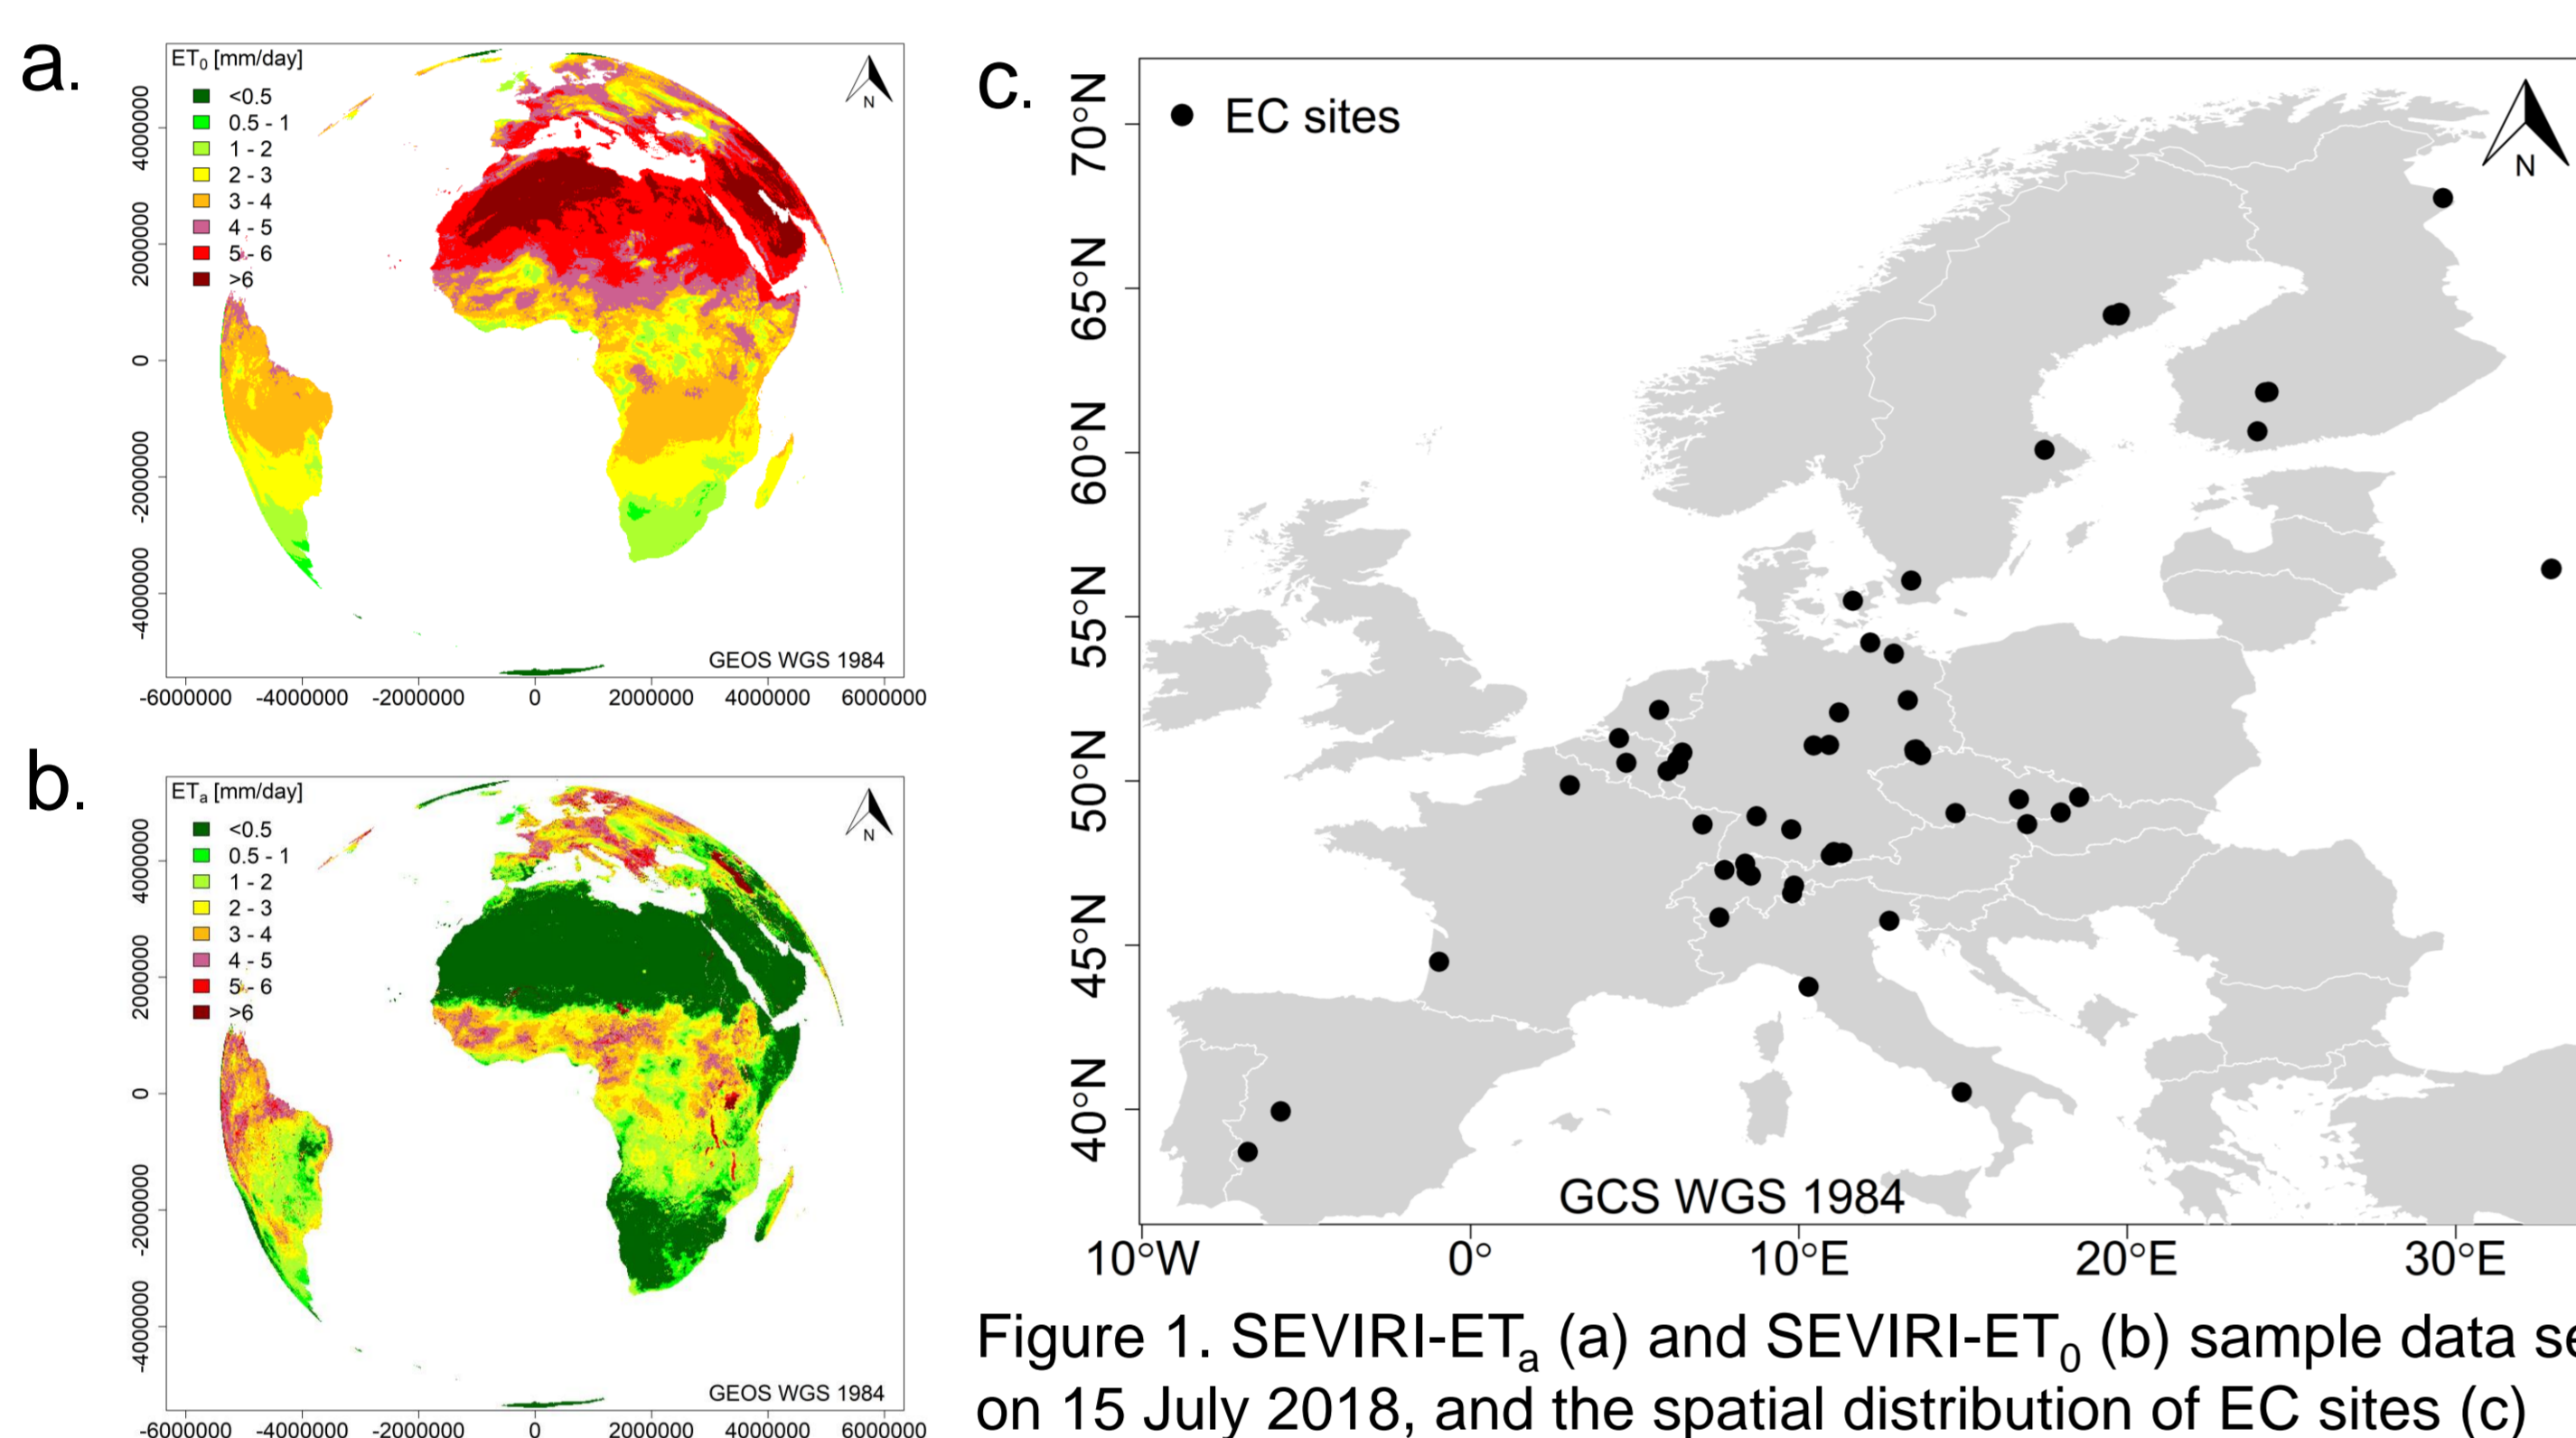 a.
ET₀ [mm/day]
<0.5
0.5 - 1
1 - 2
2 - 3
3 - 4
4 - 5
5 - 6
>6
N
4000000
2000000
0
-2000000
-4000000
GEOS WGS 1984
-6000000 -4000000 -2000000 0 2000000 4000000 6000000
b.
ETₐ [mm/day]
<0.5
0.5 - 1
1 - 2
2 - 3
3 - 4
4 - 5
5 - 6
>6
N
4000000
2000000
0
-2000000
-4000000
GEOS WGS 1984
-6000000 -4000000 -2000000 0 2000000 4000000 6000000
c.
EC sites
N
70°N
65°N
60°N
55°N
50°N
45°N
40°N
GCS WGS 1984
10°W 0° 10°E 20°E 30°E
Figure 1. SEVIRI-ETₐ (a) and SEVIRI-ET₀ (b) sample data se
on 15 July 2018, and the spatial distribution of EC sites (c)